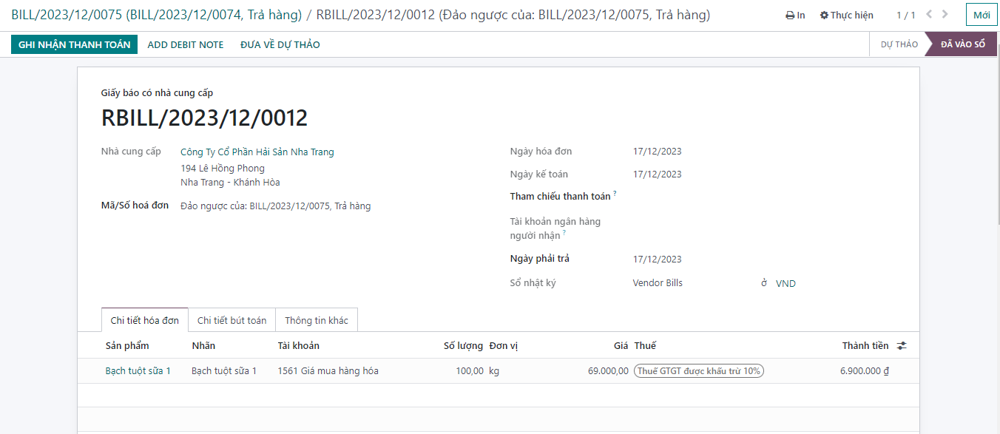 BILL/2023/12/0075 (BILL/2023/12/0074, Trả hàng) / RBILL/2023/12/0012 (Đảo ngược của: BILL/2023/12/0075, Trả hàng)
In
Thực hiện
1 / 1
Mới
GHI NHẬN THANH TOÁN
ADD DEBIT NOTE
ĐƯA VỀ DỰ THẢO
DỰ THẢO
ĐÃ VÀO SỔ
Giấy báo có nhà cung cấp
RBILL/2023/12/0012
Nhà cung cấp
Công Ty Cổ Phần Hải Sản Nha Trang
194 Lê Hồng Phong
Nha Trang - Khánh Hòa
Mã/Số hoá đơn
Đảo ngược của: BILL/2023/12/0075, Trả hàng
Ngày hóa đơn
17/12/2023
Ngày kế toán
17/12/2023
Tham chiếu thanh toán ?
Tài khoản ngân hàng
người nhận ?
Ngày phải trả
17/12/2023
Sổ nhật ký
Vendor Bills
ở
VND
Chi tiết hóa đơn
Chi tiết bút toán
Thông tin khác
Sản phẩm
Nhãn
Tài khoản
Số lượng
Đơn vị
Giá
Thuế
Thành tiền
Bạch tuột sữa 1
Bạch tuột sữa 1
1561 Giá mua hàng hóa
100,00
kg
69.000,00
Thuế GTGT được khấu trừ 10%
6.900.000 ₫